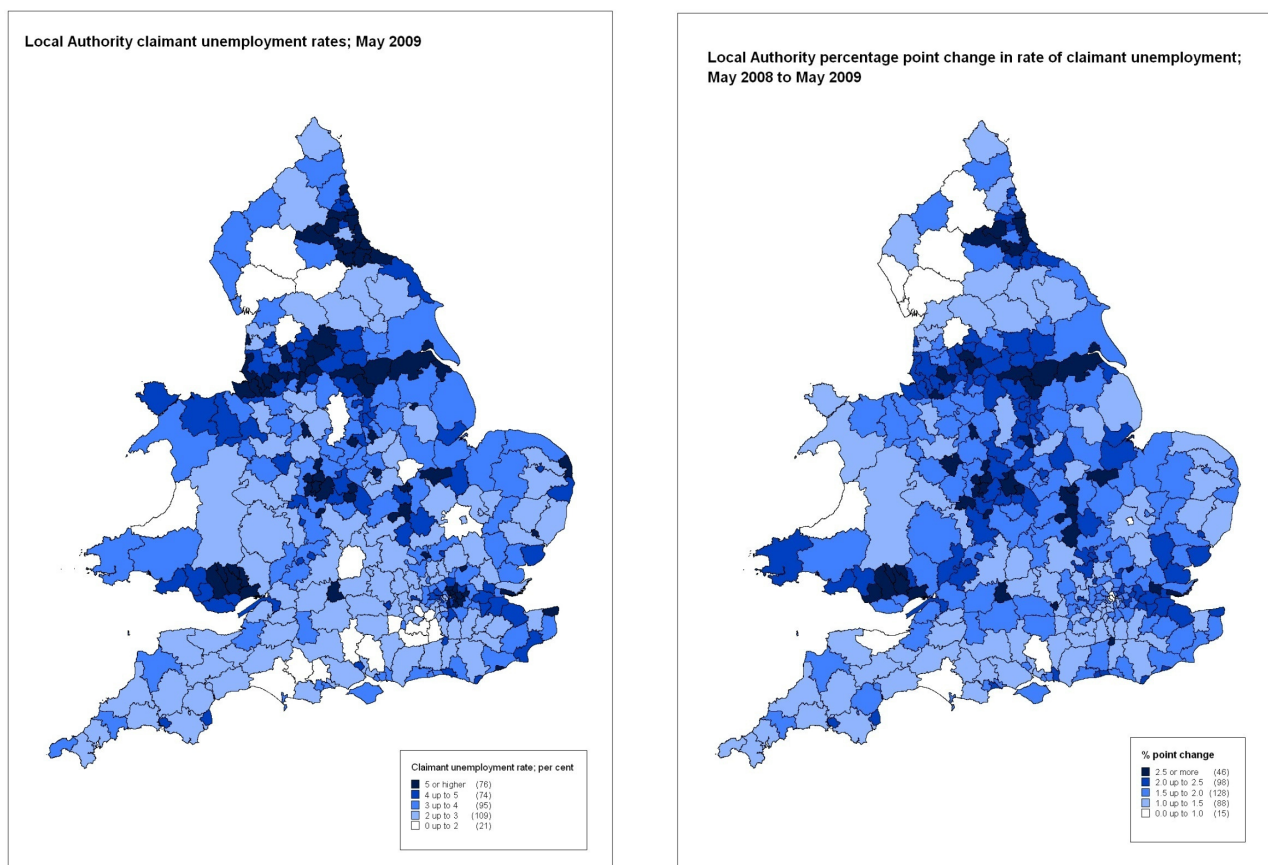 Local Authority claimant unemployment rates; May 2009
Claimant unemployment rate; per cent
5 or higher (76)
4 up to 5 (74)
3 up to 4 (95)
2 up to 3 (109)
0 up to 2 (21)
Local Authority percentage point change in rate of claimant unemployment;
May 2008 to May 2009
% point change
2.5 or more (46)
2.0 up to 2.5 (98)
1.5 up to 2.0 (128)
1.0 up to 1.5 (88)
0.0 up to 1.0 (15)